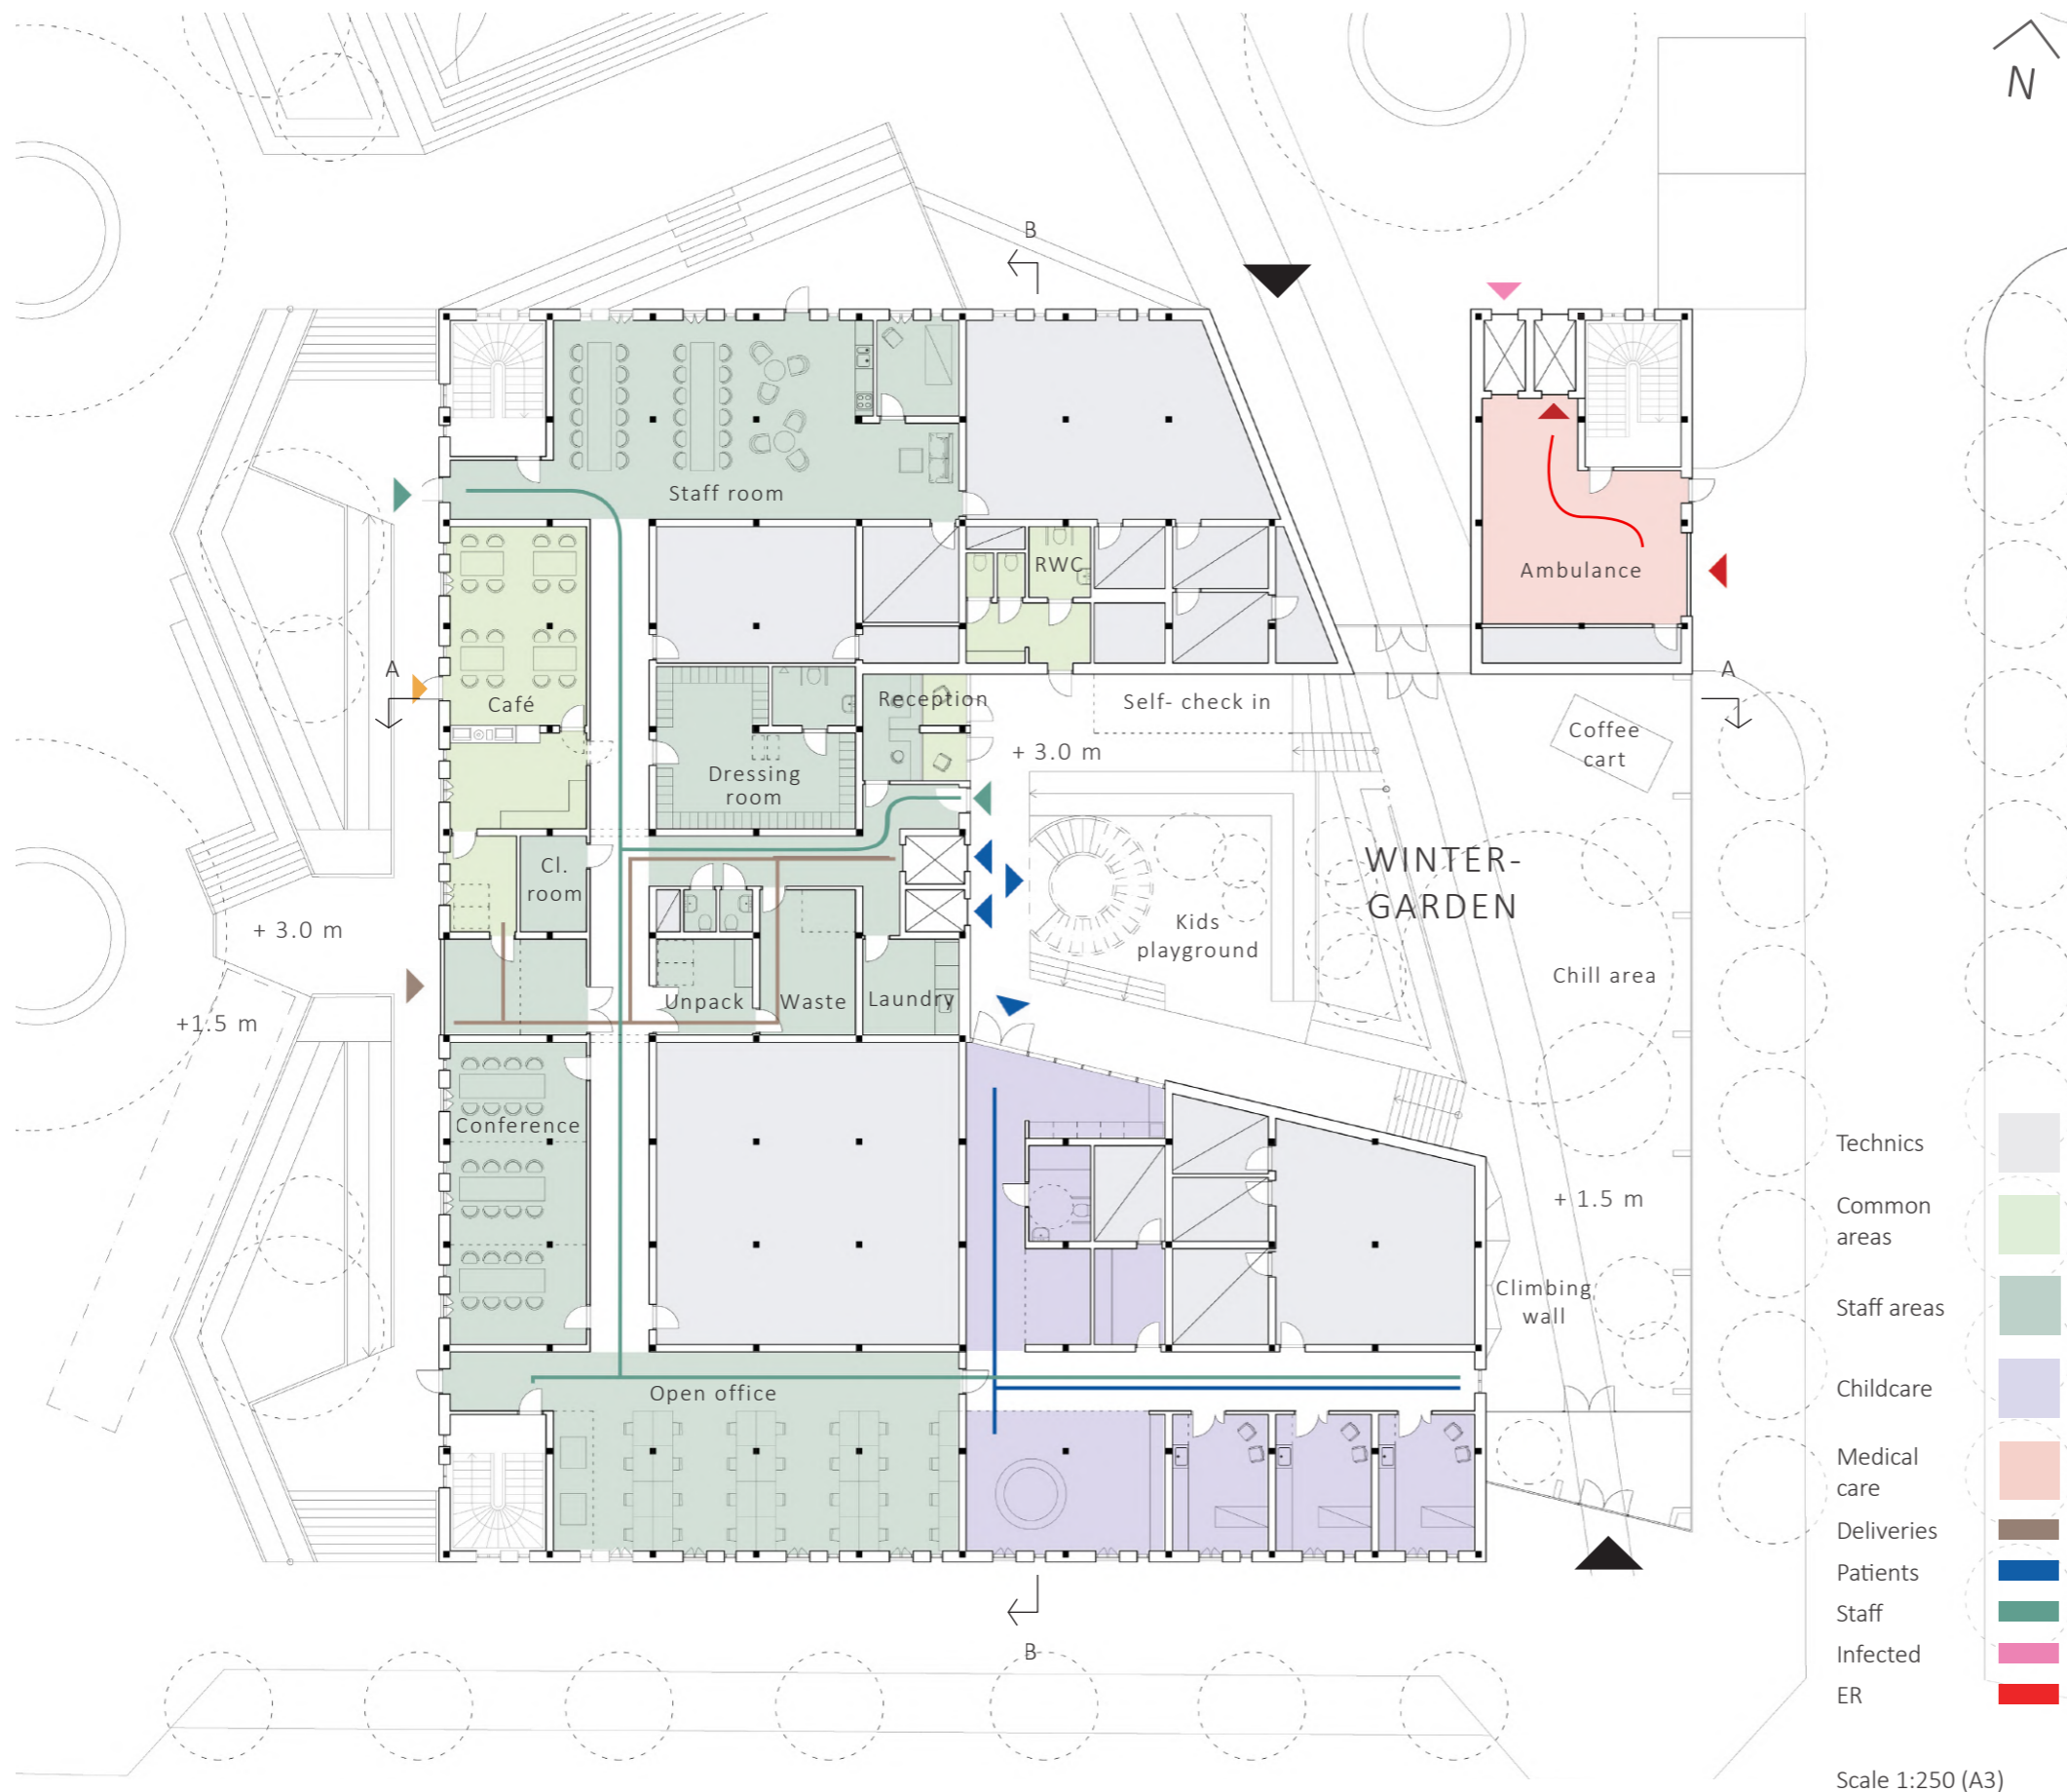 N
B
Staff room
RWC
Ambulance
A
Café
Reception
Self- check in
A
Coffee
cart
+ 3.0 m
Dressing
room
Cl.
room
WINTER-
GARDEN
+ 3.0 m
Kids
playground
Chill area
+1.5 m
Unpack
Waste
Laundry
Conference
+ 1.5 m
Climbing
wall
Open office
B
Technics
Common
areas
Staff areas
Childcare
Medical
care
Deliveries
Patients
Staff
Infected
ER
Scale 1:250 (A3)